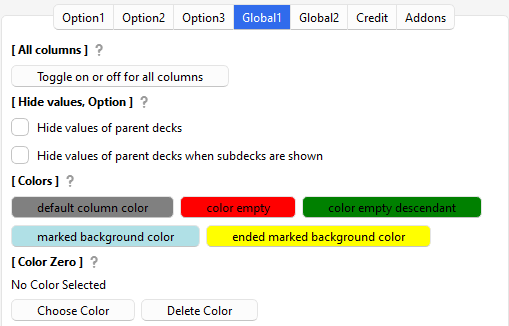 Option1 Option2 Option3 Global1 Global2 Credit Addons
[ All columns ] ?
Toggle on or off for all columns
[ Hide values, Option ] ?
Hide values of parent decks
Hide values of parent decks when subdecks are shown
[ Colors ] ?
default column color color empty color empty descendant
marked background color ended marked background color
[ Color Zero ] ?
No Color Selected
Choose Color Delete Color